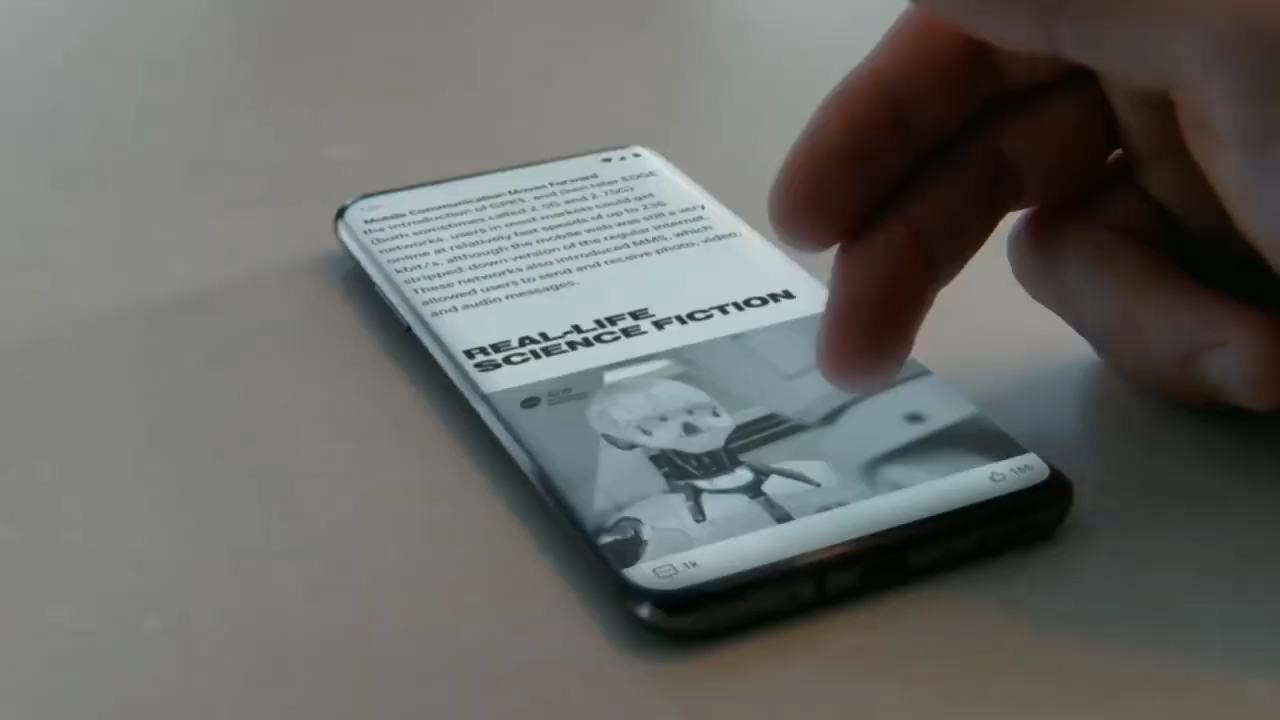 Mobile Communication Moves Forward
the introduction of GPRS, and then later EDGE
(both sometimes called 2.5G and 2.75G)
networks, users in most markets could get
online at relatively fast speeds of up to 236
kbit/s, although the mobile web was still a very
stripped-down version of the regular internet.
These networks also introduced MMS, which
allowed users to send and receive photo, video,
and audio messages.
REAL-LIFE
SCIENCE FICTION
1k